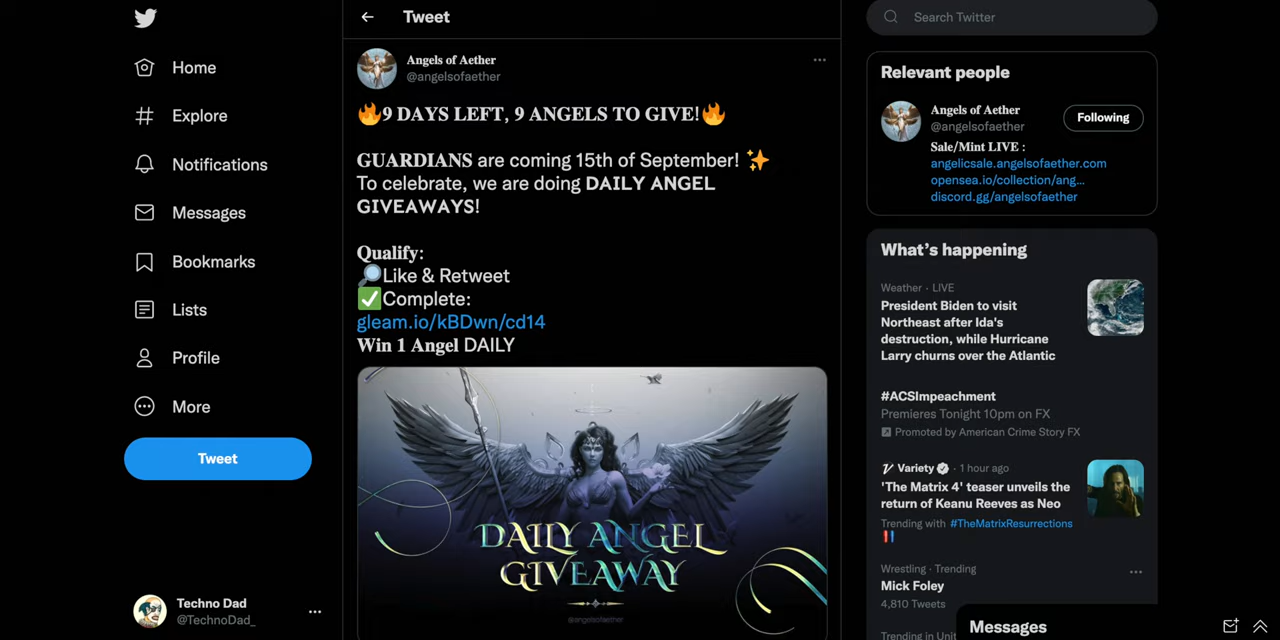 Home
Explore
Notifications
Messages
Bookmarks
Lists
Profile
More
Tweet
Techno Dad
@TechnoDad_
Tweet
Angels of Aether
@angelsofaether
🔥9 DAYS LEFT, 9 ANGELS TO GIVE!🔥
GUARDIANS are coming 15th of September! ✨
To celebrate, we are doing DAILY ANGEL
GIVEAWAYS!
Qualify:
🔎Like & Retweet
✅Complete:
gleam.io/kBDwn/cd14
Win 1 Angel DAILY
DAILY ANGEL
GIVEAWAY
@angelsofaether
Search Twitter
Relevant people
Angels of Aether
@angelsofaether
Following
Sale/Mint LIVE :
angelicsale.angelsofaether.com
opensea.io/collection/ang...
discord.gg/angelsofaether
What's happening
Weather · LIVE
President Biden to visit
Northeast after Ida's
destruction, while Hurricane
Larry churns over the Atlantic
#ACSImpeachment
Premieres Tonight 10pm on FX
Promoted by American Crime Story FX
Variety · 1 hour ago
'The Matrix 4' teaser unveils the
return of Keanu Reeves as Neo
Trending with #TheMatrixResurrections
Wrestling · Trending
Mick Foley
4,810 Tweets
Trending in Unit
Messages